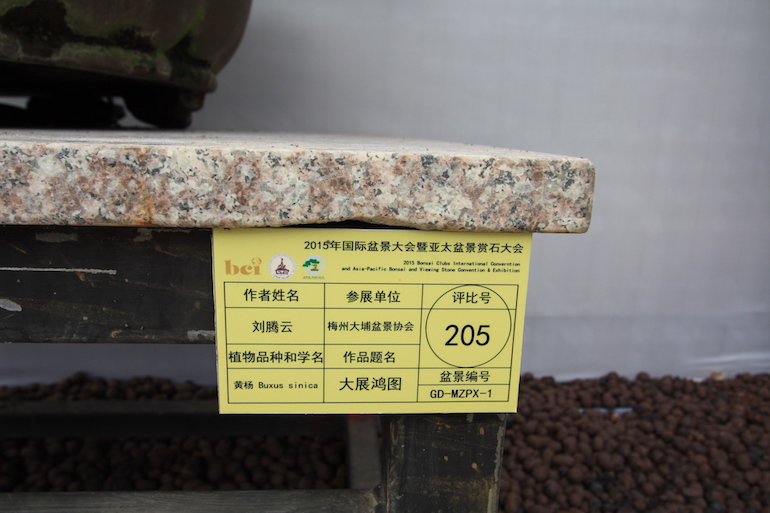 2015年国际盆景大会暨亚太盆景赏石大会
bci
2015 Bonsai Clubs International Convention
and Asia-Pacific Bonsai and Viewing Stone Convention & Exhibition
作者姓名 参展单位 评比号
刘腾云 梅州大埔盆景协会 205
植物品种和学名 作品题名 盆景编号
黄杨 Buxus sinica 大展鸿图 GD-MZPX-1